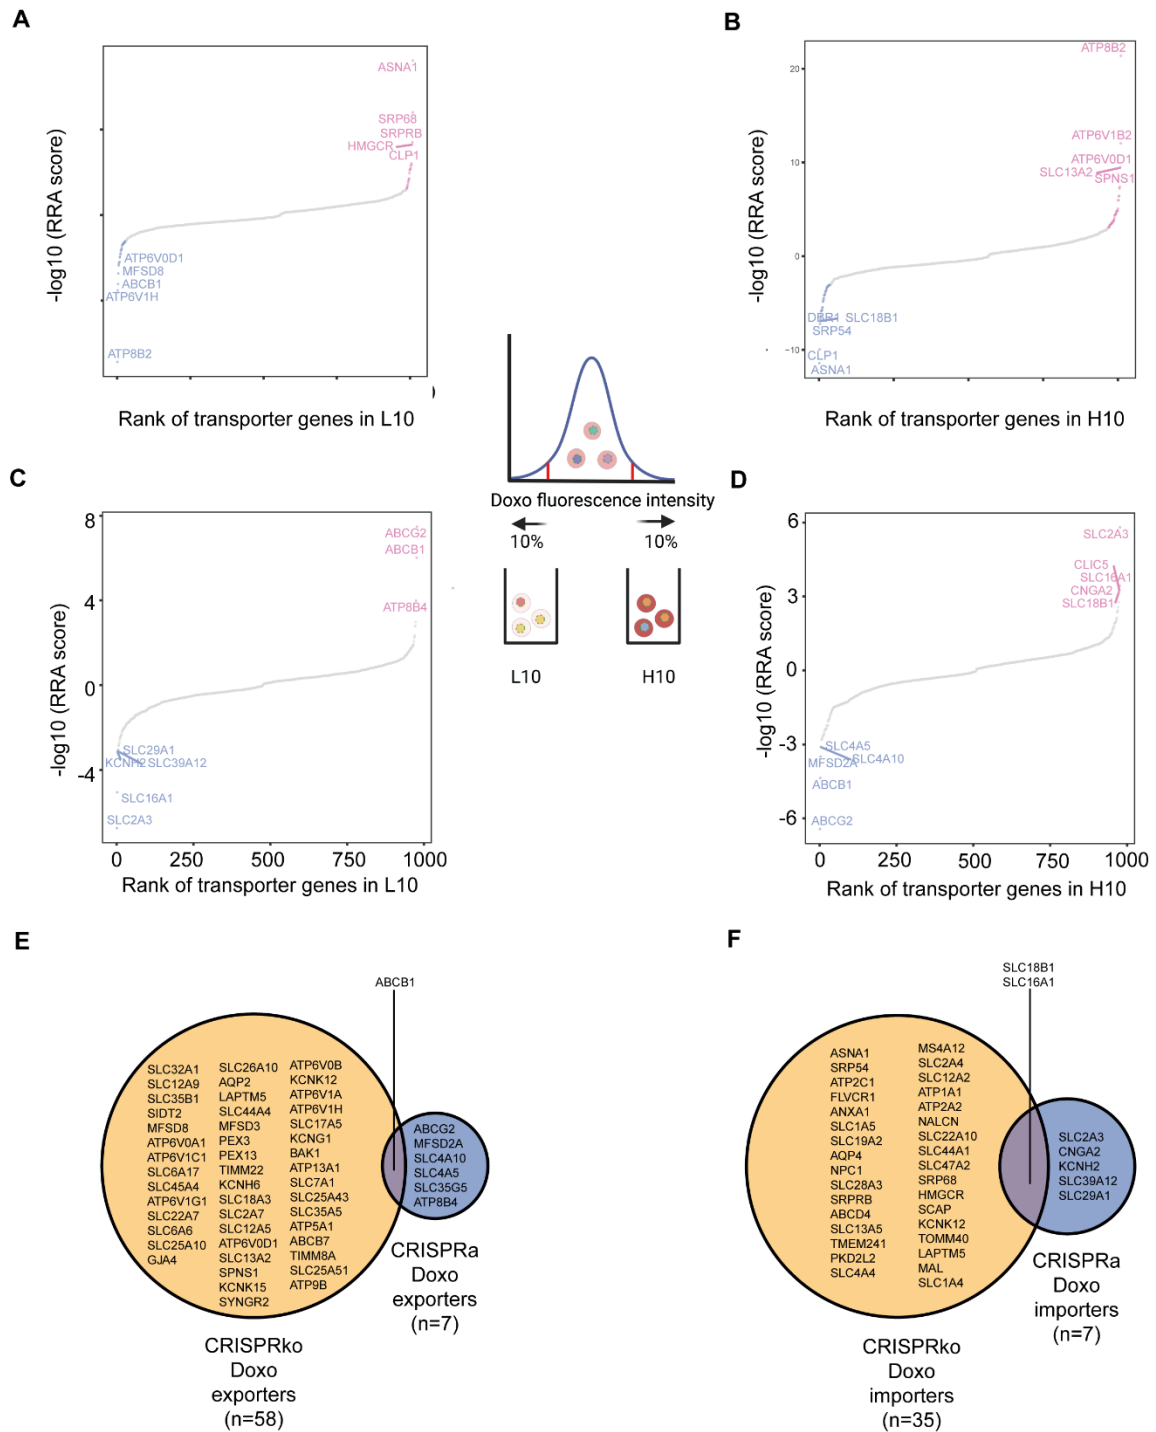 A
-log10 (RRA score)
ASNA1
SRP68
SRPRB
HMGCR
CLP1
ATP6V0D1
MFSD8
ABCB1
ATP6V1H
ATP8B2
)
Rank of transporter genes in L10
B
-log10 (RRA score)
20
10
0
-10
ATP8B2
ATP6V1B2
ATP6V0D1
SLC13A2
SPNS1
DBR1 SLC18B1
SRP54
CLP1
ASNA1
Rank of transporter genes in H10
Doxo fluorescence intensity
10% 10%
L10 H10
C
-log10 (RRA score)
8
4
0
-4
ABCG2
ABCB1
ATP8B4
SLC29A1
KCNH2 SLC39A12
SLC16A1
SLC2A3
0 250 500 750 1000
Rank of transporter genes in L10
D
-log10 (RRA score)
6
3
0
-3
-6
SLC2A3
CLIC5
SLC16A1
CNGA2
SLC18B1
SLC4A5
MFSD2A SLC4A10
ABCB1
ABCG2
0 250 500 750 1000
Rank of transporter genes in H10
E
ABCB1
SLC32A1
SLC12A9
SLC35B1
SIDT2
MFSD8
ATP6V0A1
ATP6V1C1
SLC6A17
SLC45A4
ATP6V1G1
SLC22A7
SLC6A6
SLC25A10
GJA4
SLC26A10
AQP2
LAPTM5
SLC44A4
MFSD3
PEX3
PEX13
TIMM22
KCNH6
SLC18A3
SLC2A7
SLC12A5
ATP6V0D1
SLC13A2
SPNS1
KCNK15
SYNGR2
ATP6V0B
KCNK12
ATP6V1A
ATP6V1H
SLC17A5
KCNG1
BAK1
ATP13A1
SLC7A1
SLC25A43
SLC35A5
ATP5A1
ABCB7
TIMM8A
SLC25A51
ATP9B
ABCG2
MFSD2A
SLC4A10
SLC4A5
SLC35G5
ATP8B4
CRISPRko
Doxo
exporters
(n=58)
CRISPRa
Doxo
exporters
(n=7)
F
SLC18B1
SLC16A1
ASNA1
SRP54
ATP2C1
FLVCR1
ANXA1
SLC1A5
SLC19A2
AQP4
NPC1
SLC28A3
SRPRB
ABCD4
SLC13A5
TMEM241
PKD2L2
SLC4A4
MS4A12
SLC2A4
SLC12A2
ATP1A1
ATP2A2
NALCN
SLC22A10
SLC44A1
SLC47A2
SRP68
HMGCR
SCAP
KCNK12
TOMM40
LAPTM5
MAL
SLC1A4
SLC2A3
CNGA2
KCNH2
SLC39A12
SLC29A1
CRISPRko
Doxo
importers
(n=35)
CRISPRa
Doxo
importers
(n=7)